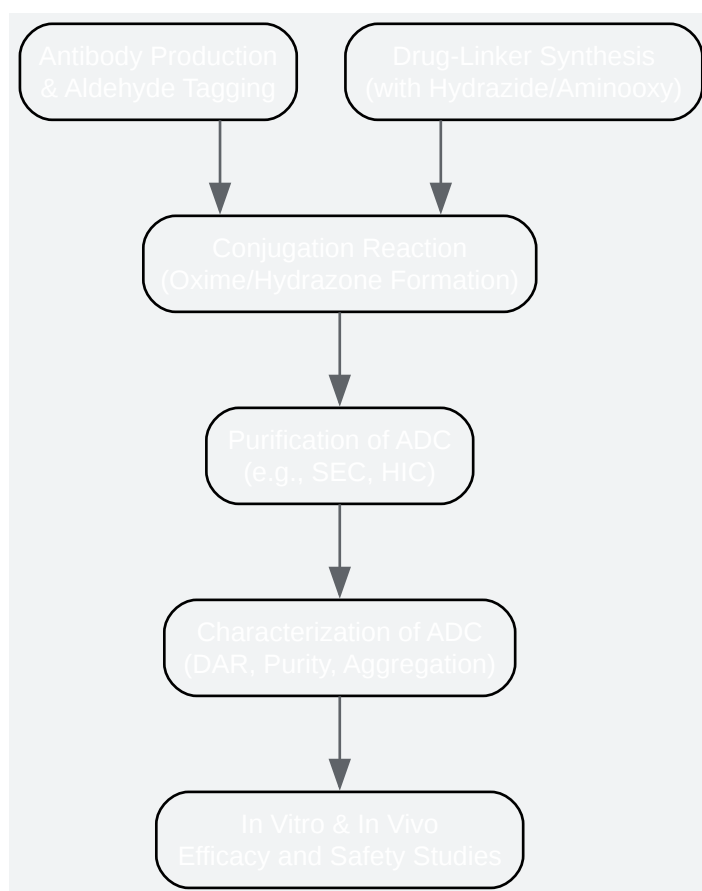 Antibody Production
& Aldehyde Tagging
Drug-Linker Synthesis
(with Hydrazide/Aminooxy)
Conjugation Reaction
(Oxime/Hydrazone Formation)
Purification of ADC
(e.g., SEC, HIC)
Characterization of ADC
(DAR, Purity, Aggregation)
In Vitro & In Vivo
Efficacy and Safety Studies